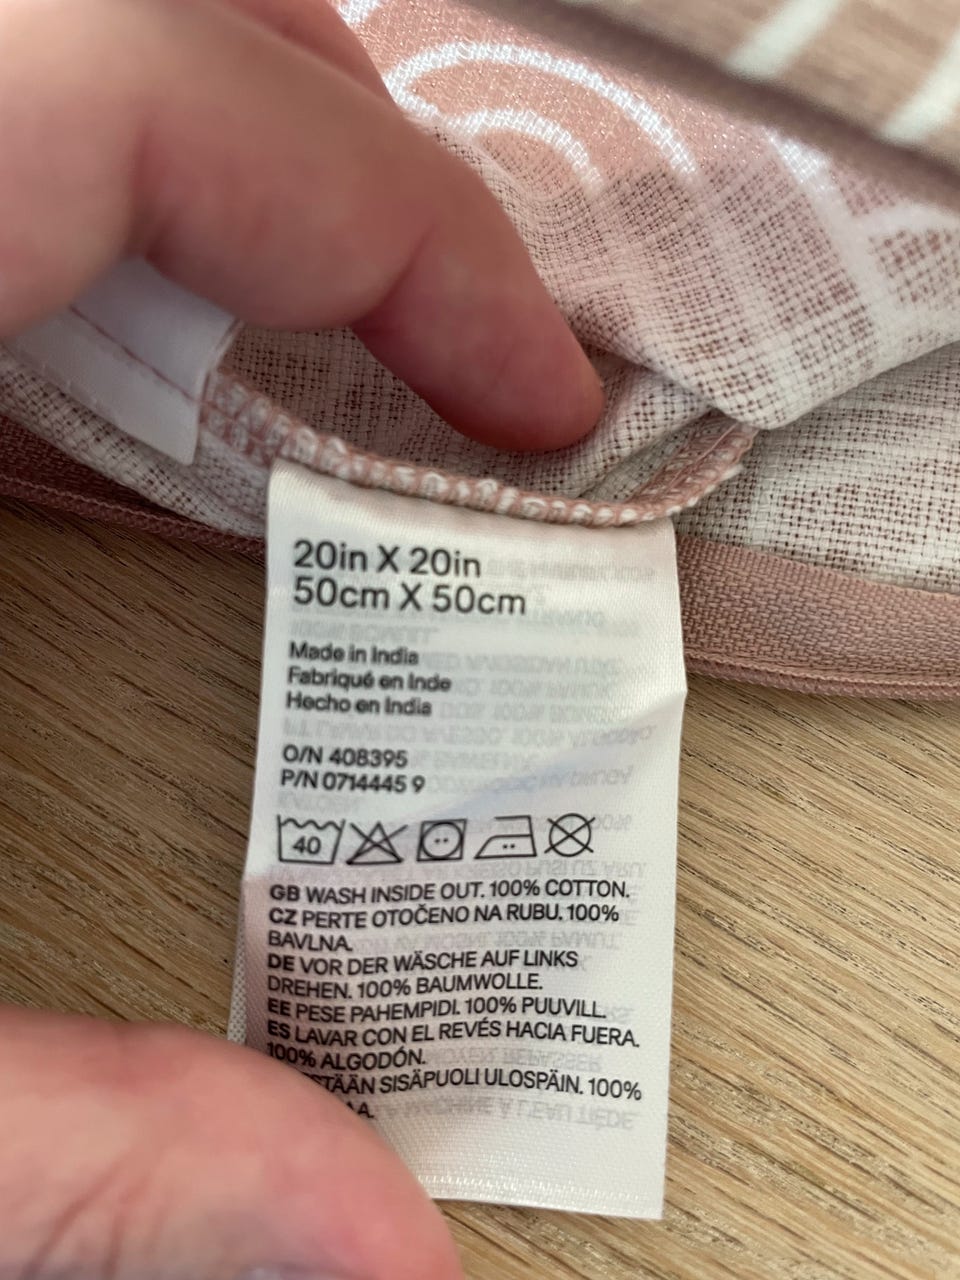 20in X 20in
50cm X 50cm
Made in India
Fabriqué en Inde
Hecho en India
O/N 408395
P/N 0714445 9
40
GB WASH INSIDE OUT. 100% COTTON.
CZ PERTE OTOČENO NA RUBU. 100%
BAVLNA.
DE VOR DER WÄSCHE AUF LINKS
DREHEN. 100% BAUMWOLLE.
EE PESE PAHEMPIDI. 100% PUUVILL.
ES LAVAR CON EL REVÉS HACIA FUERA.
100% ALGODÓN.
SISÄPUOLI ULOSPÄIN. 100%